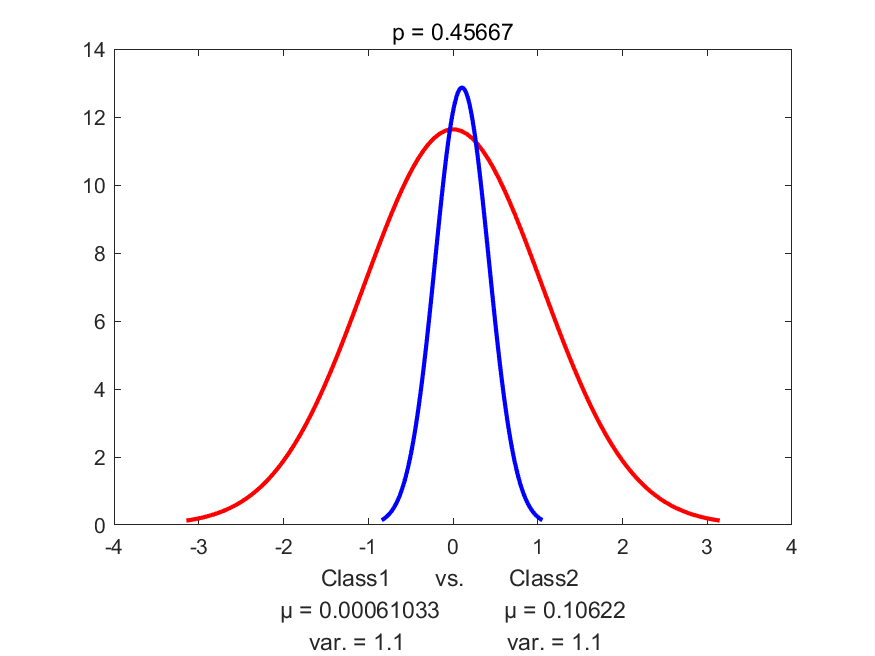 p = 0.45667
14
12
10
8
6
4
2
0
-4 -3 -2 -1 0 1 2 3 4
Class1 vs. Class2
μ = 0.00061033 μ = 0.10622
var. = 1.1 var. = 1.1